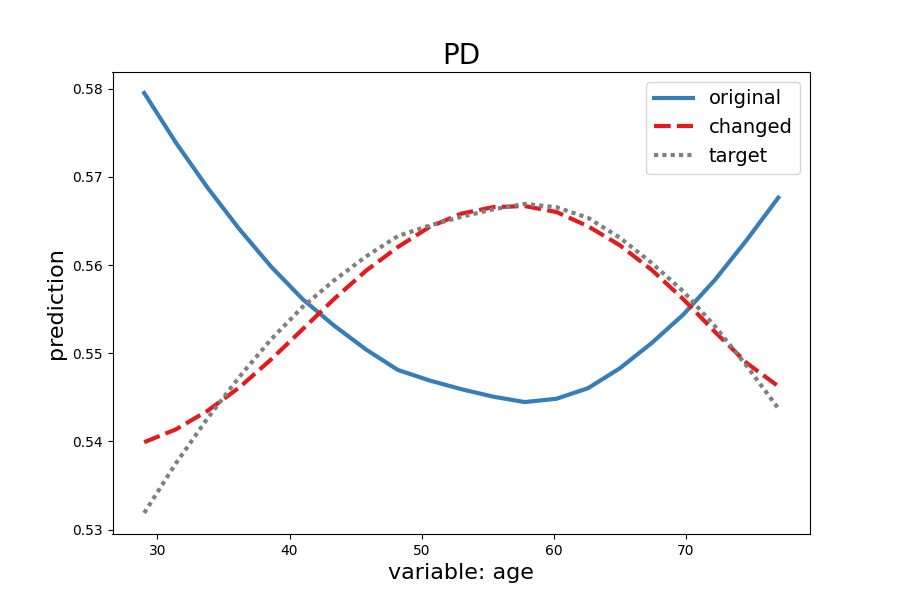 PD
original
changed
target
prediction
0.58
0.57
0.56
0.55
0.54
0.53
30 40 50 60 70
variable: age